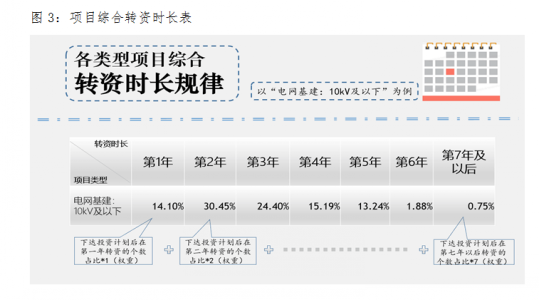 图 3：项目综合转资时长表
各类型项目综合
转资时长规律
以“电网基建：10kV及以下”为例
转资时长
项目类型
第1年 第2年 第3年 第4年 第5年 第6年 第7年及以后
电网基建：
10kV及以下
14.10% 30.45% 24.40% 15.19% 13.24% 1.88% 0.75%
下达投资计划后在
第一年转资的个数
占比*1（权重）
下达投资计划后在
第二年转资的个数
占比*2（权重）
下达投资计划后在
第七年以后转资的
个数占比*7（权重）